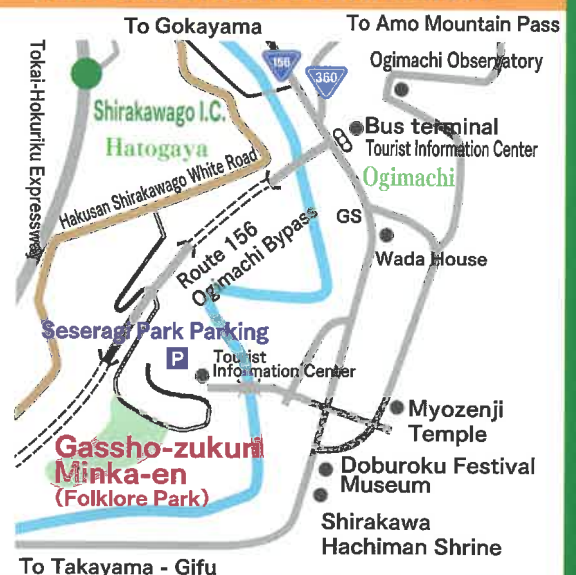 To Gokayama
To Amo Mountain Pass
156
360
Ogimachi Observatory
Tokai-Hokuriku Expressway
Shirakawago I.C.
Hatogaya
Bus terminal
Tourist Information Center
Ogimachi
Hakusan Shirakawago White Road
GS
Wada House
Route 156
Ogimachi Bypass
Seseragi Park Parking
P
Tourist
Information Center
Myozenji
Temple
Gassho-zukuri
Minka-en
(Folklore Park)
Doburoku Festival
Museum
Shirakawa
Hachiman Shrine
To Takayama - Gifu